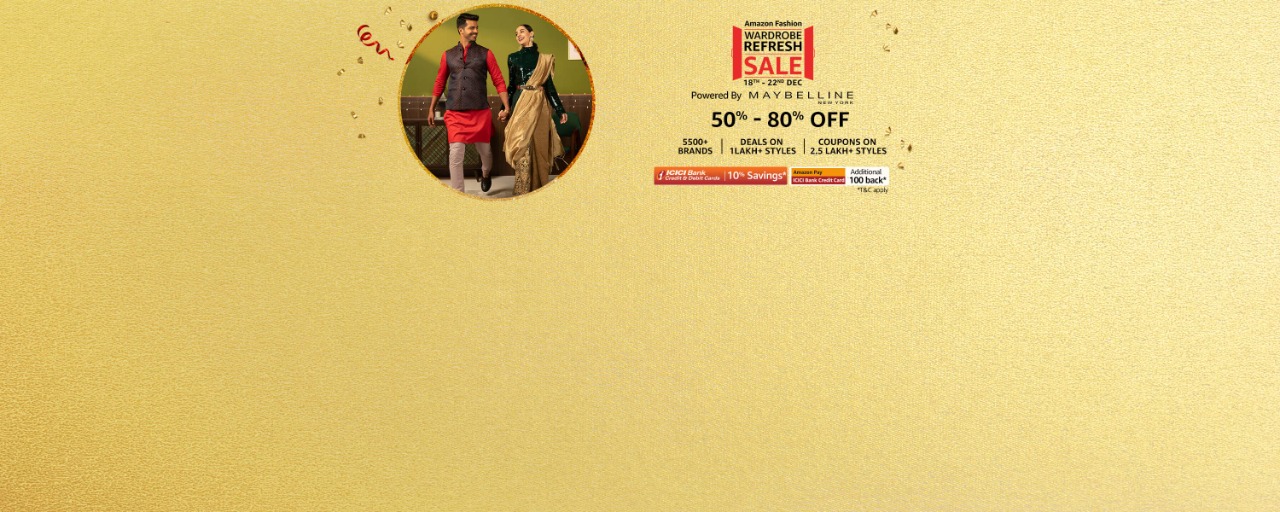 Amazon Fashion
WARDROBE
REFRESH
SALE
18TH - 22ND DEC
Powered By MAYBELLINE
NEW YORK
50% - 80% OFF
5500+
BRANDS
DEALS ON
1LAKH+ STYLES
COUPONS ON
2.5 LAKH+ STYLES
ICICI Bank
Credit & Debit Cards
10% Savings*
Amazon Pay
ICICI Bank Credit Card
Additional
100 back*
*T&C apply